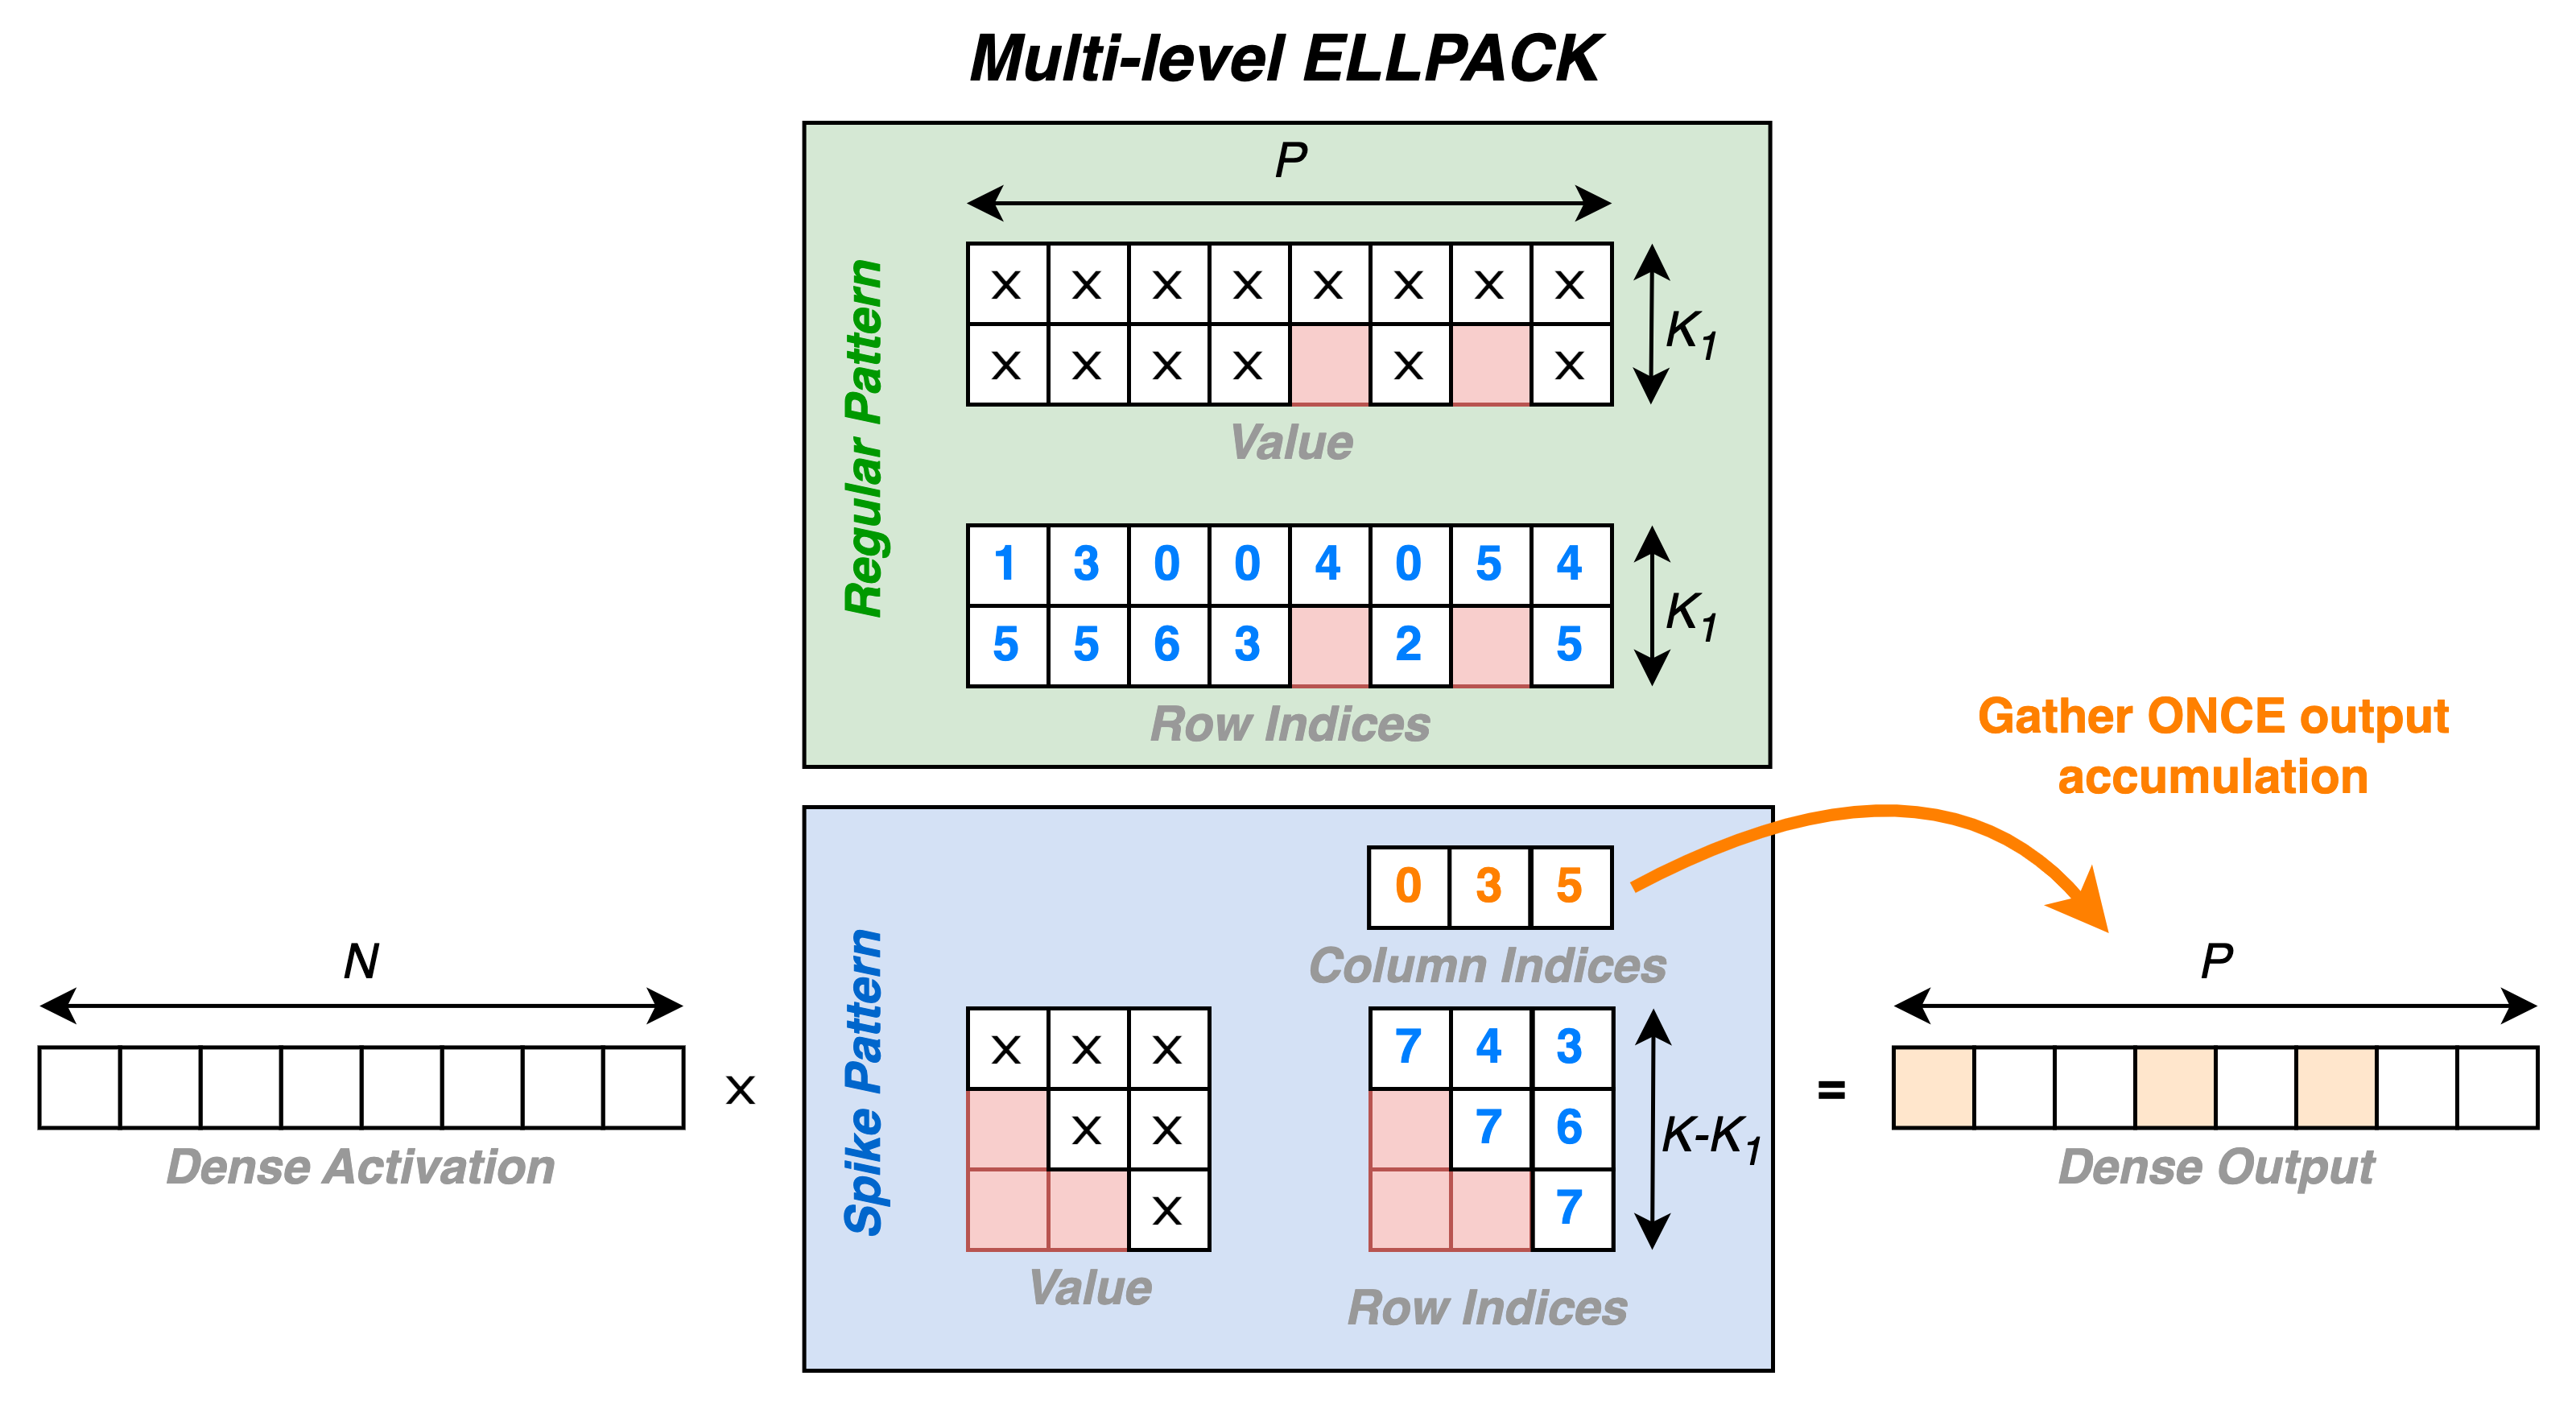 Multi-level ELLPACK
P
Regular Pattern
x x x x x x x x
x x x x x x
K1
Value
1 3 0 0 4 0 5 4
5 5 6 3 2 5
K1
Row Indices
Gather ONCE output
accumulation
Spike Pattern
0 3 5
Column Indices
N
Dense Activation
x
x x x
x x
x
Value
7 4 3
7 6
7
K-K1
Row Indices
=
P
Dense Output